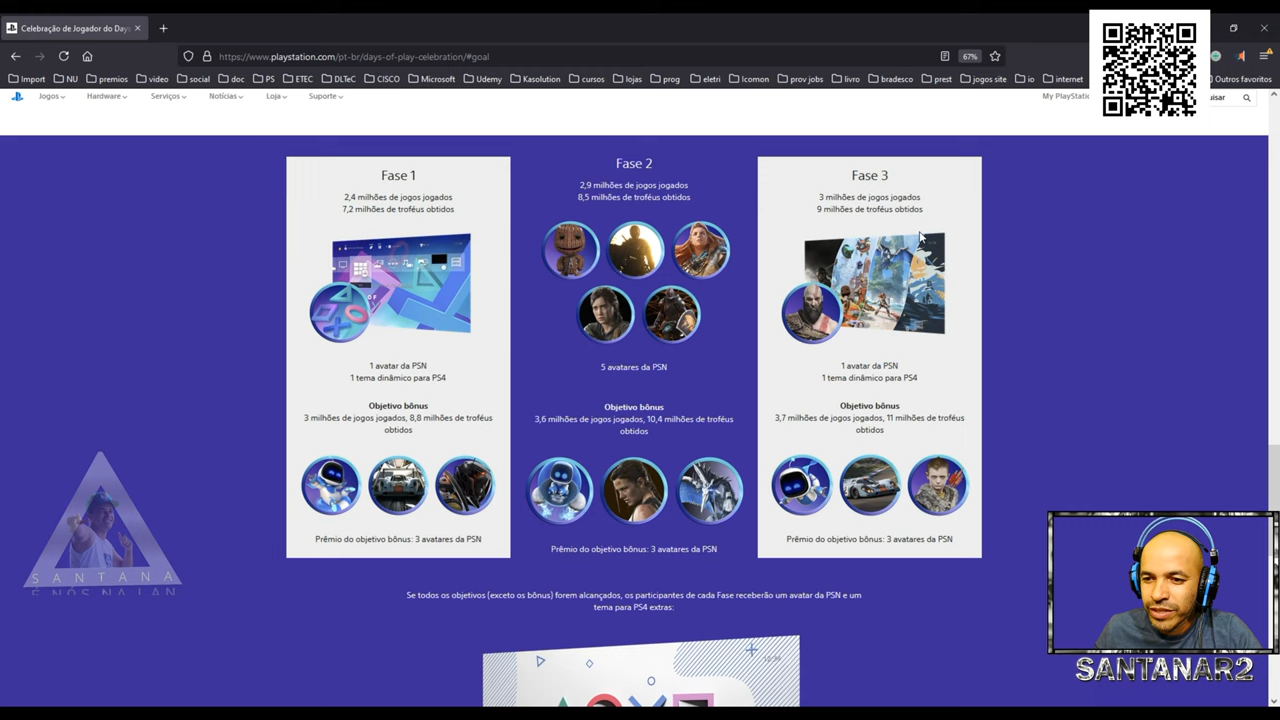 Celebração de Jogador do Days
https://www.playstation.com/pt-br/days-of-play-celebration/#goal
67%
Import NU premios video social doc PS ETEC DLTeC CISCO Microsoft Udemy Kasolution cursos lojas prog eletri Icomon prov jobs livro bradesco prest jogos site io internet Outros favoritos
Jogos Hardware Serviços Notícias Loja Suporte My PlayStatio uisar
Fase 1
2,4 milhões de jogos jogados
7,2 milhões de troféus obtidos
1 avatar da PSN
1 tema dinâmico para PS4
Objetivo bônus
3 milhões de jogos jogados, 8,8 milhões de troféus
obtidos
Prêmio do objetivo bônus: 3 avatares da PSN
Fase 2
2,9 milhões de jogos jogados
8,5 milhões de troféus obtidos
5 avatares da PSN
Objetivo bônus
3,6 milhões de jogos jogados, 10,4 milhões de troféus
obtidos
Prêmio do objetivo bônus: 3 avatares da PSN
Fase 3
3 milhões de jogos jogados
9 milhões de troféus obtidos
1 avatar da PSN
1 tema dinâmico para PS4
Objetivo bônus
3,7 milhões de jogos jogados, 11 milhões de troféus
obtidos
Prêmio do objetivo bônus: 3 avatares da PSN
Se todos os objetivos (exceto os bônus) forem alcançados, os participantes de cada Fase receberão um avatar da PSN e um
tema para PS4 extras:
SANTANA
É NÓS NA LAN
SANTANAR2